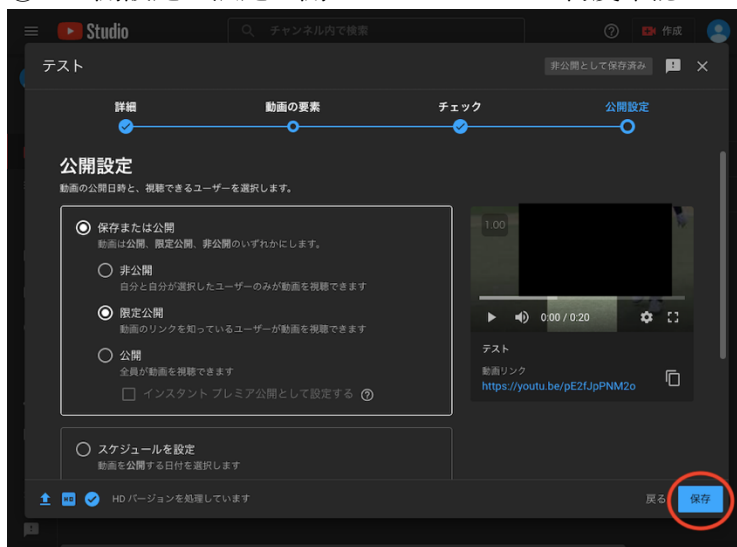 Studio
チャンネル内で検索
作成
テスト
非公開として保存済み
詳細
動画の要素
チェック
公開設定
公開設定
動画の公開日時と、視聴できるユーザーを選択します。
保存または公開
動画は公開、限定公開、非公開のいずれかにします。
非公開
自分と自分が選択したユーザーのみが動画を視聴できます
限定公開
動画のリンクを知っているユーザーが動画を視聴できます
公開
全員が動画を視聴できます
インスタント プレミア公開として設定する
スケジュールを設定
動画を公開する日付を選択します
1.00
0:00 / 0:20
テスト
動画リンク
https://youtu.be/pE2fJpPNM2o
HD
HD バージョンを処理しています
戻る
保存